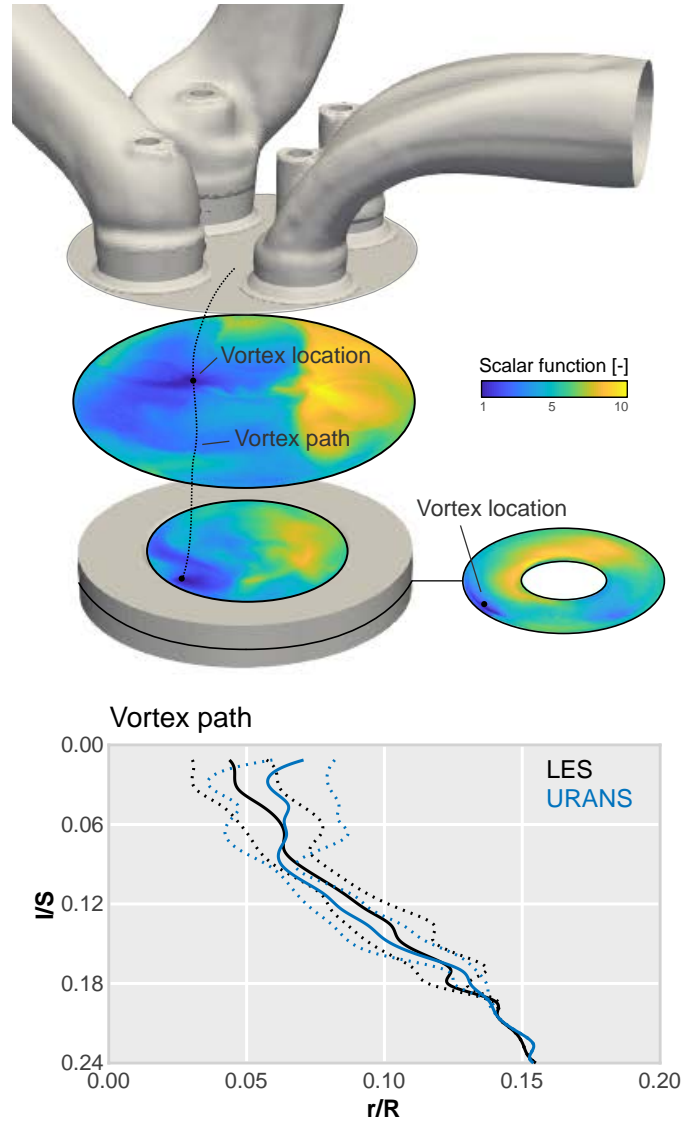 Vortex location
Scalar function [-]
1 5 10
Vortex path
Vortex location
Vortex path
0.00
LES
URANS
0.06
l/S
0.12
0.18
0.24
0.00 0.05 0.10 0.15 0.20
r/R